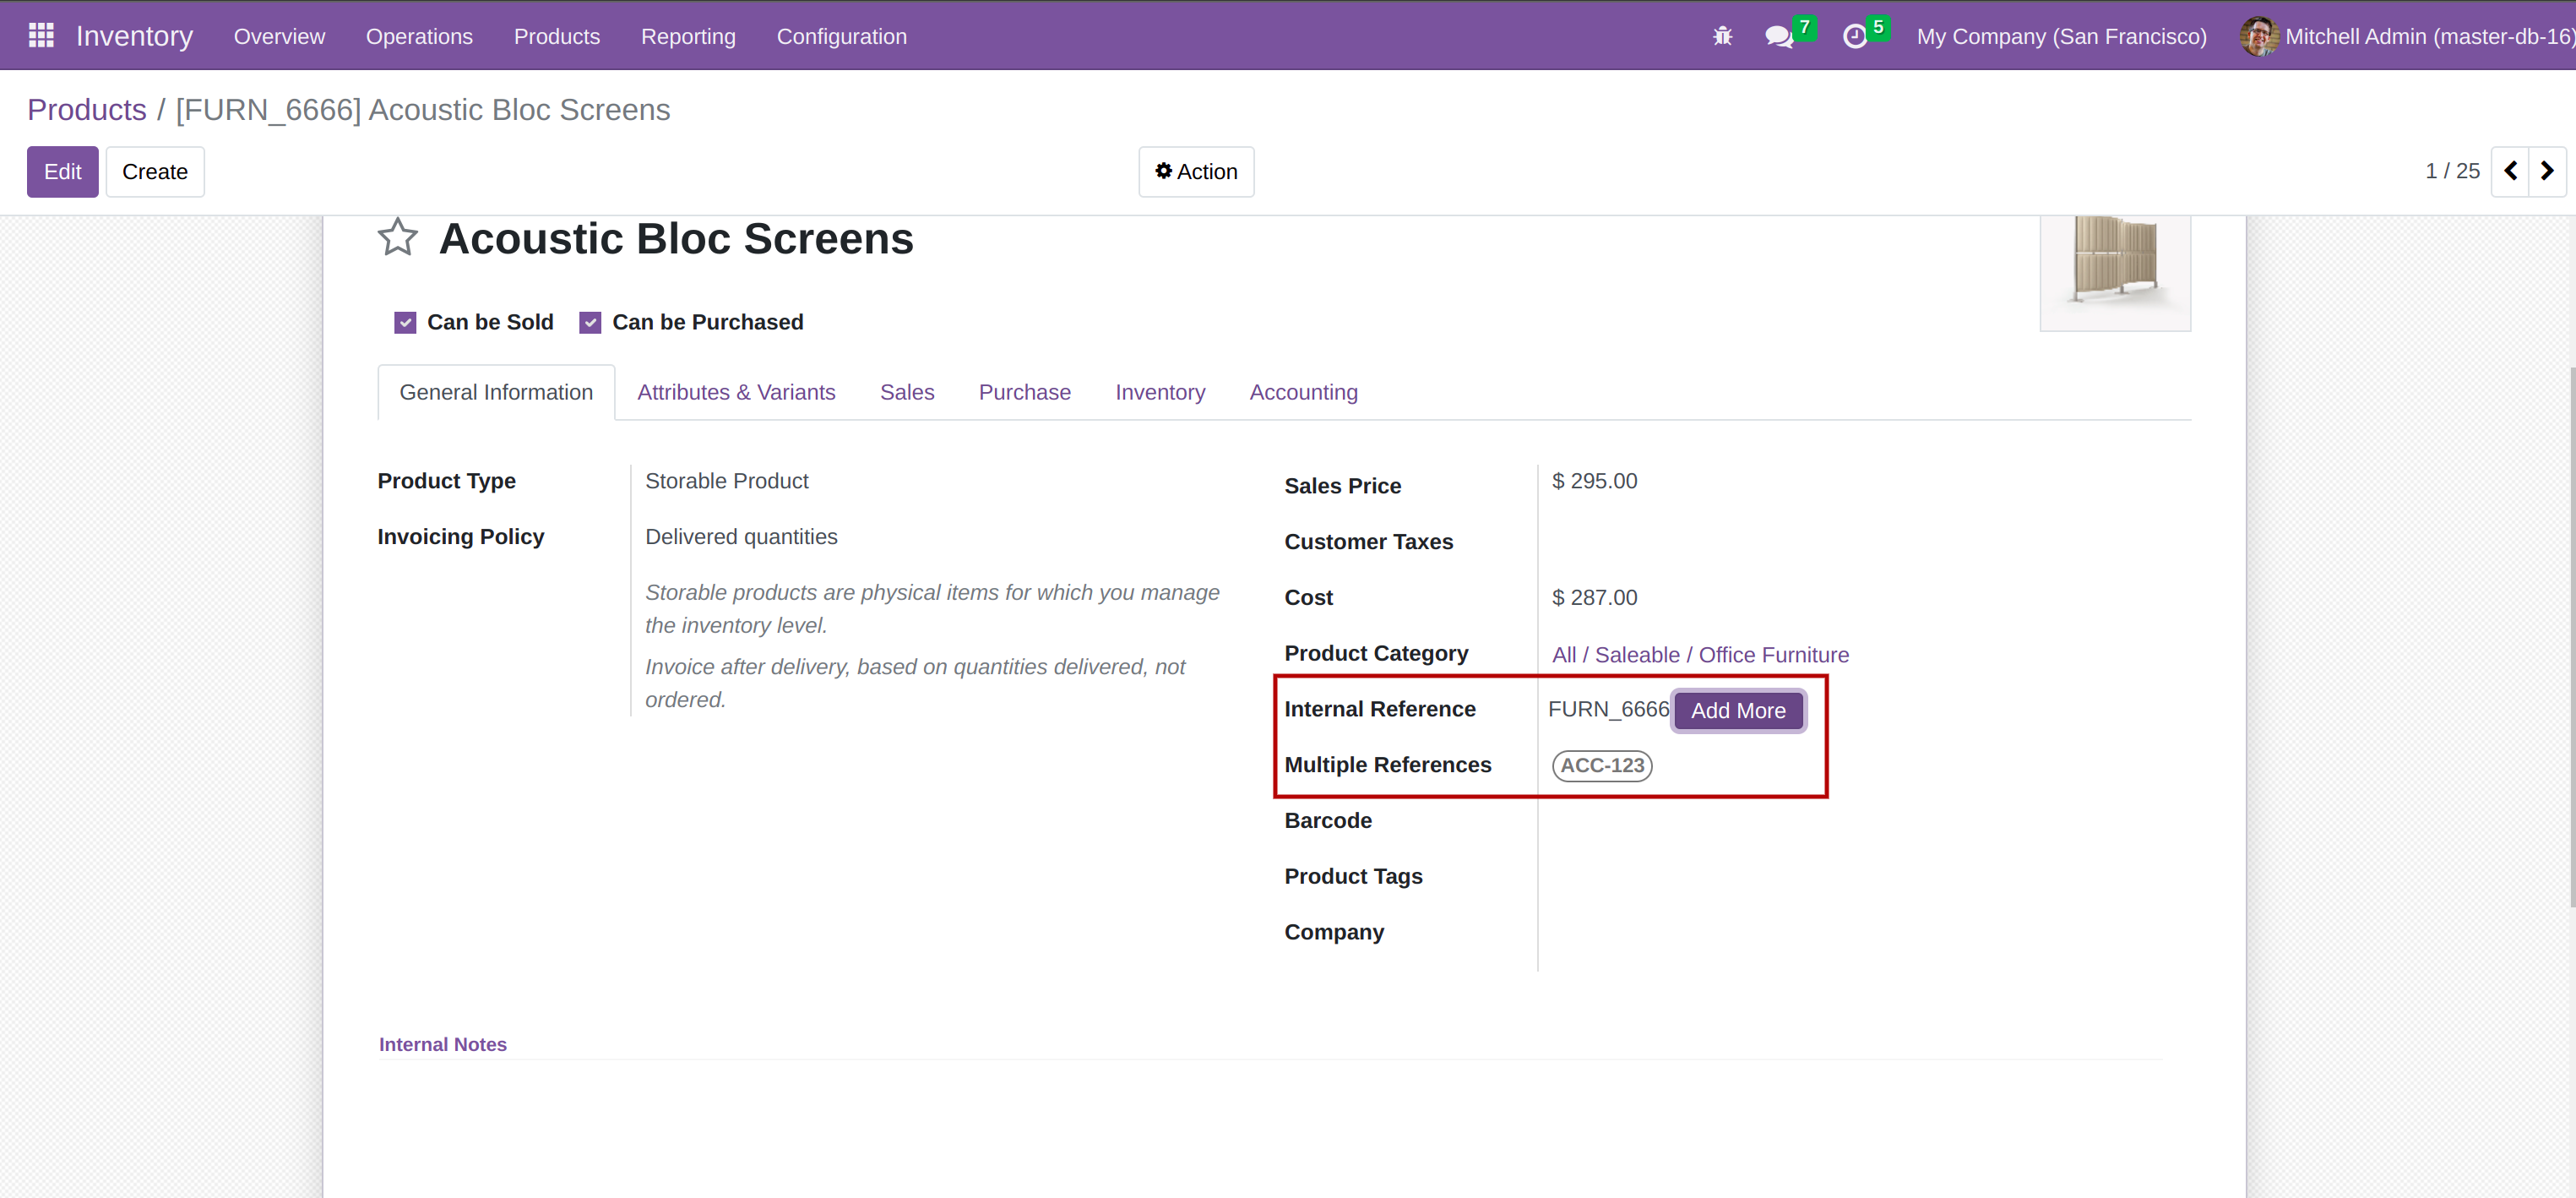 Inventory Overview Operations Products Reporting Configuration 7 5 My Company (San Francisco) Mitchell Admin (master-db-16)
Products / [FURN_6666] Acoustic Bloc Screens
Edit Create Action 1 / 25
Acoustic Bloc Screens
Can be Sold Can be Purchased
General Information Attributes & Variants Sales Purchase Inventory Accounting
Product Type Storable Product
Invoicing Policy Delivered quantities
Storable products are physical items for which you manage
the inventory level.
Invoice after delivery, based on quantities delivered, not
ordered.
Sales Price $ 295.00
Customer Taxes
Cost $ 287.00
Product Category All / Saleable / Office Furniture
Internal Reference FURN_6666 Add More
Multiple References ACC-123
Barcode
Product Tags
Company
Internal Notes